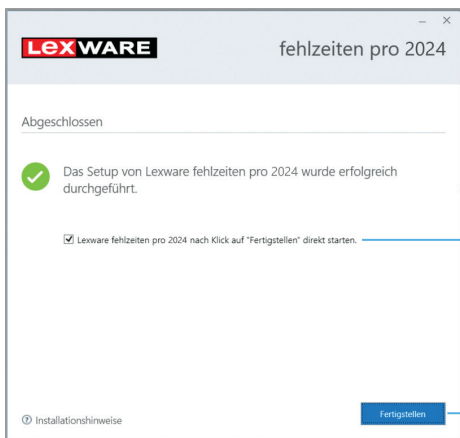 LEXWARE
fehlzeiten pro 2024
Abgeschlossen
Das Setup von Lexware fehlzeiten pro 2024 wurde erfolgreich
durchgeführt.
Lexware fehlzeiten pro 2024 nach Klick auf "Fertigstellen" direkt starten.
Fertigstellen
Installationshinweise